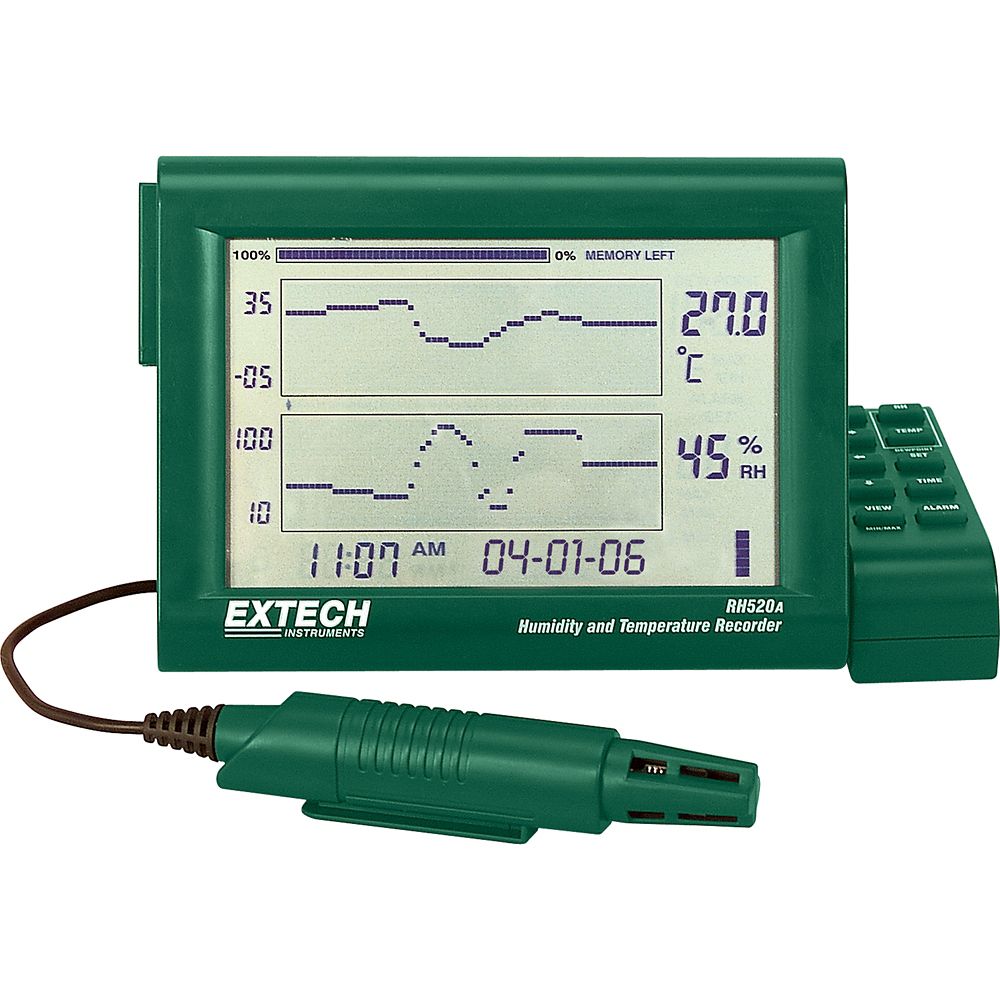 100% 0% MEMORY LEFT
35
27.0
°C
-05
100
45 % RH
10
11:07 AM 04-01-06
EXTECH
INSTRUMENTS
RH520A
Humidity and Temperature Recorder
RH
TEMP
DEWPOINT
SET
TIME
VIEW
ALARM
MIN/MAX